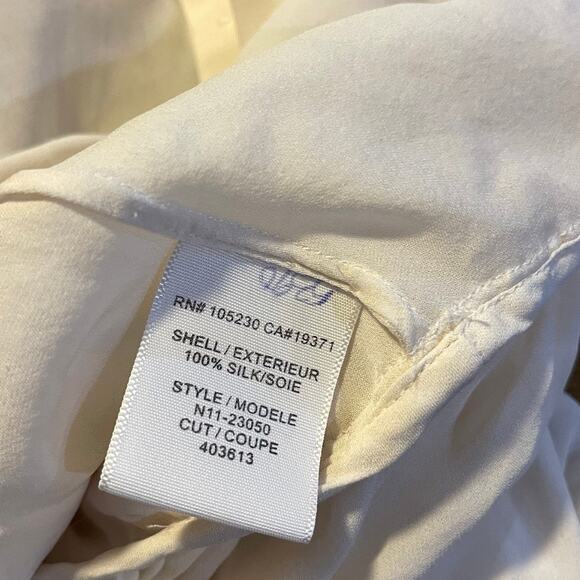 RN# 105230 CA#19371
SHELL / EXTERIEUR
100% SILK/SOIE
STYLE / MODELE
N11-23050
CUT / COUPE
403613